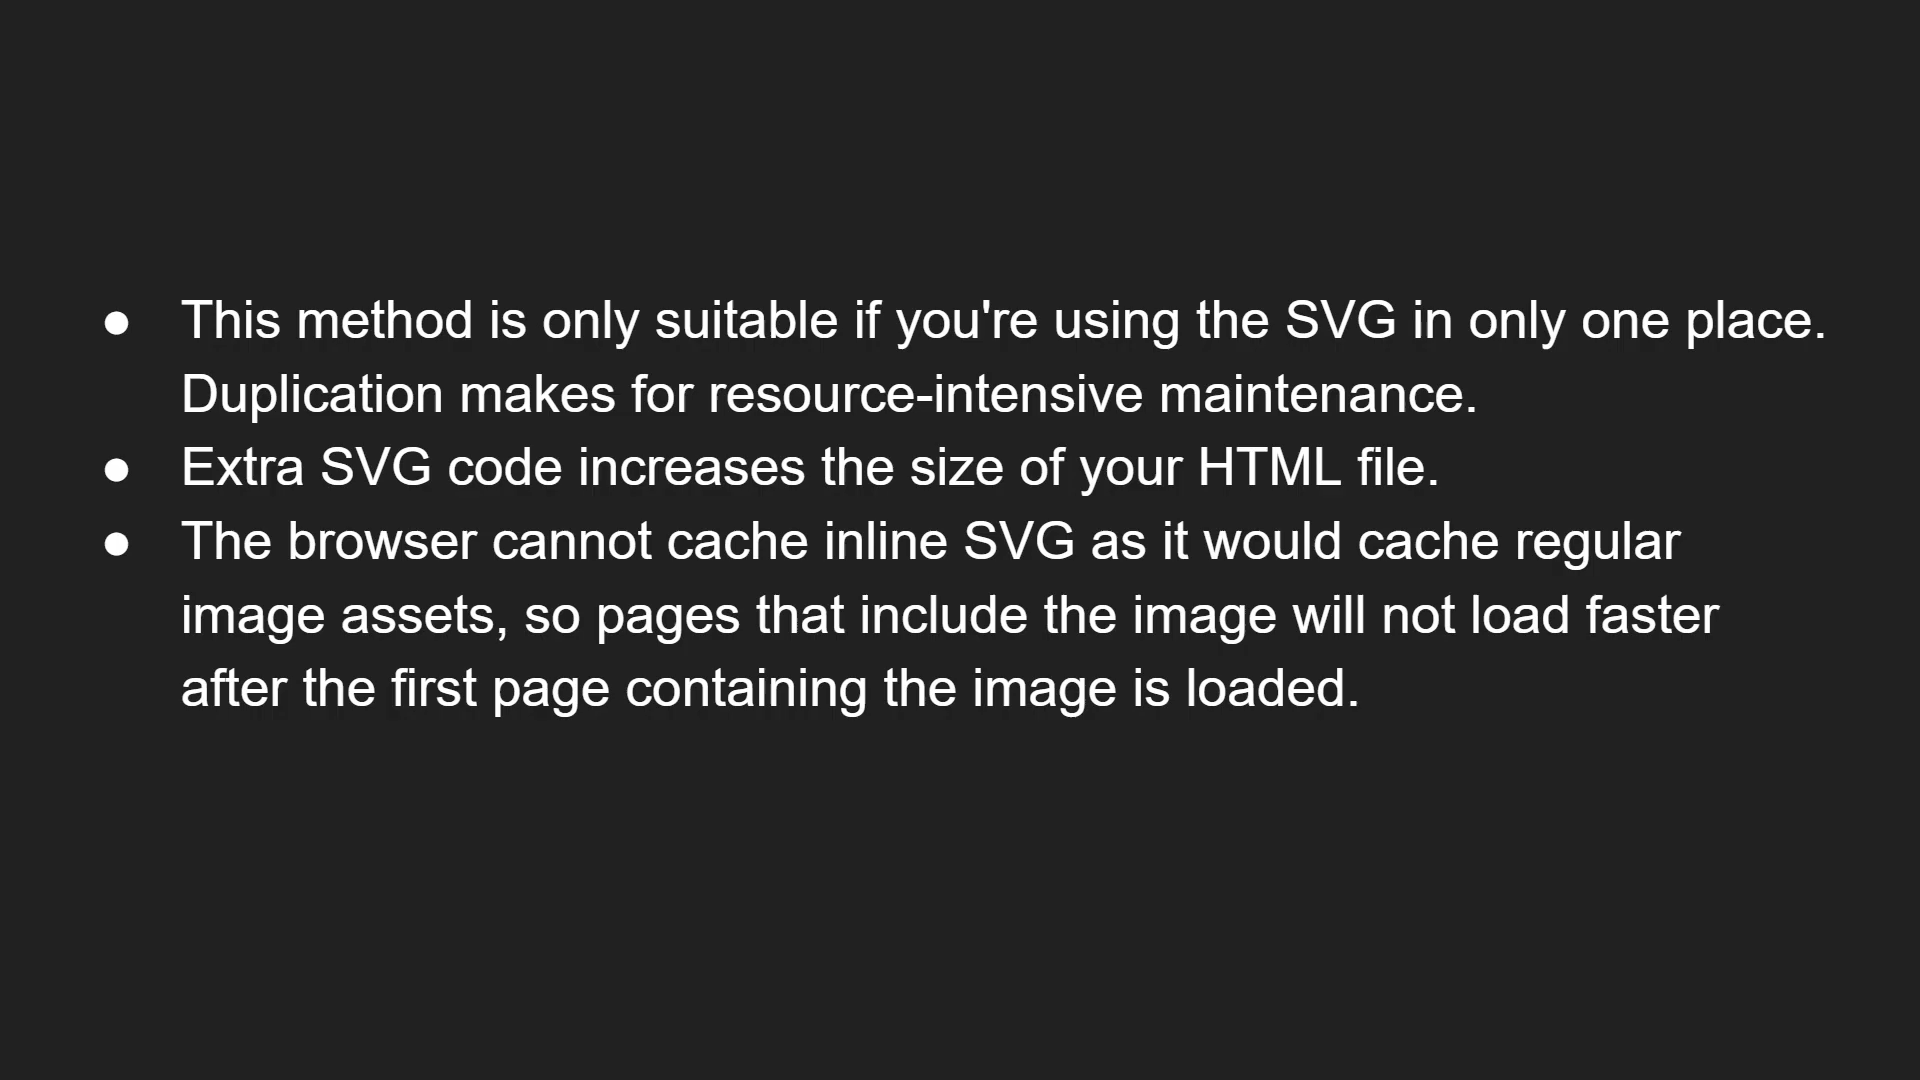 ● This method is only suitable if you're using the SVG in only one place.
Duplication makes for resource-intensive maintenance.
● Extra SVG code increases the size of your HTML file.
● The browser cannot cache inline SVG as it would cache regular
image assets, so pages that include the image will not load faster
after the first page containing the image is loaded.